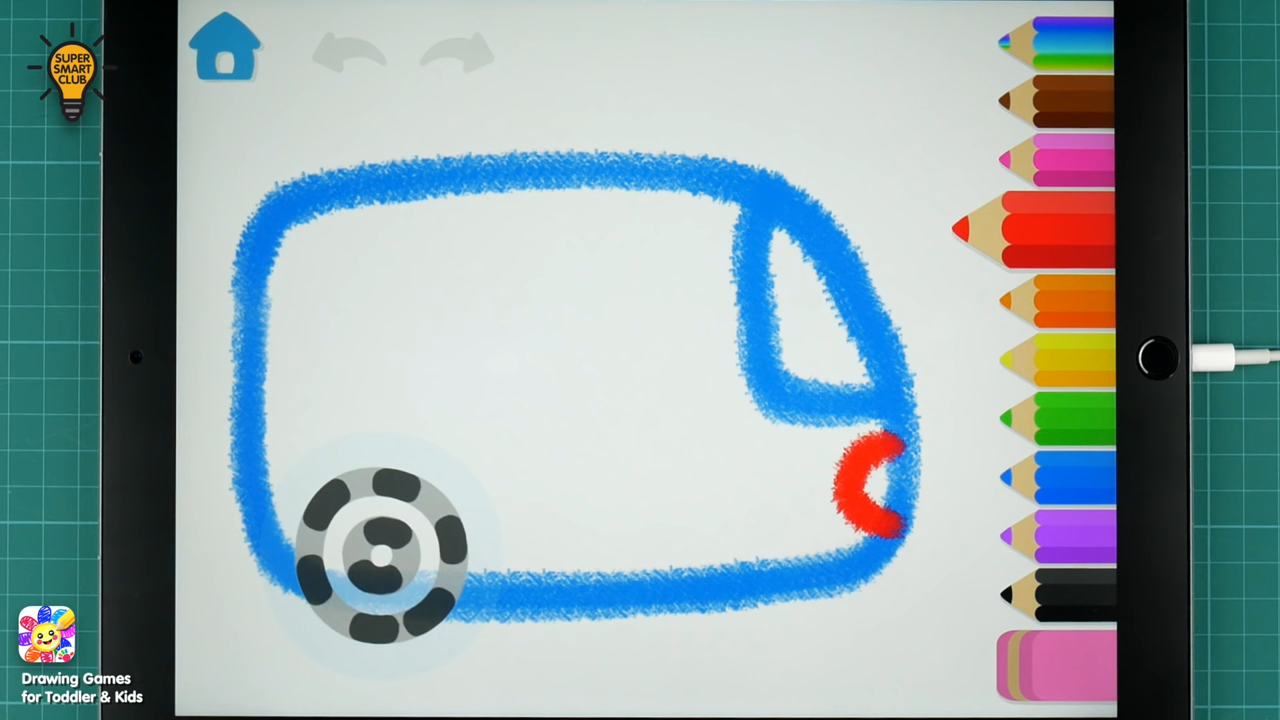 SUPER
SMART
CLUB
Drawing Games
for Toddler & Kids